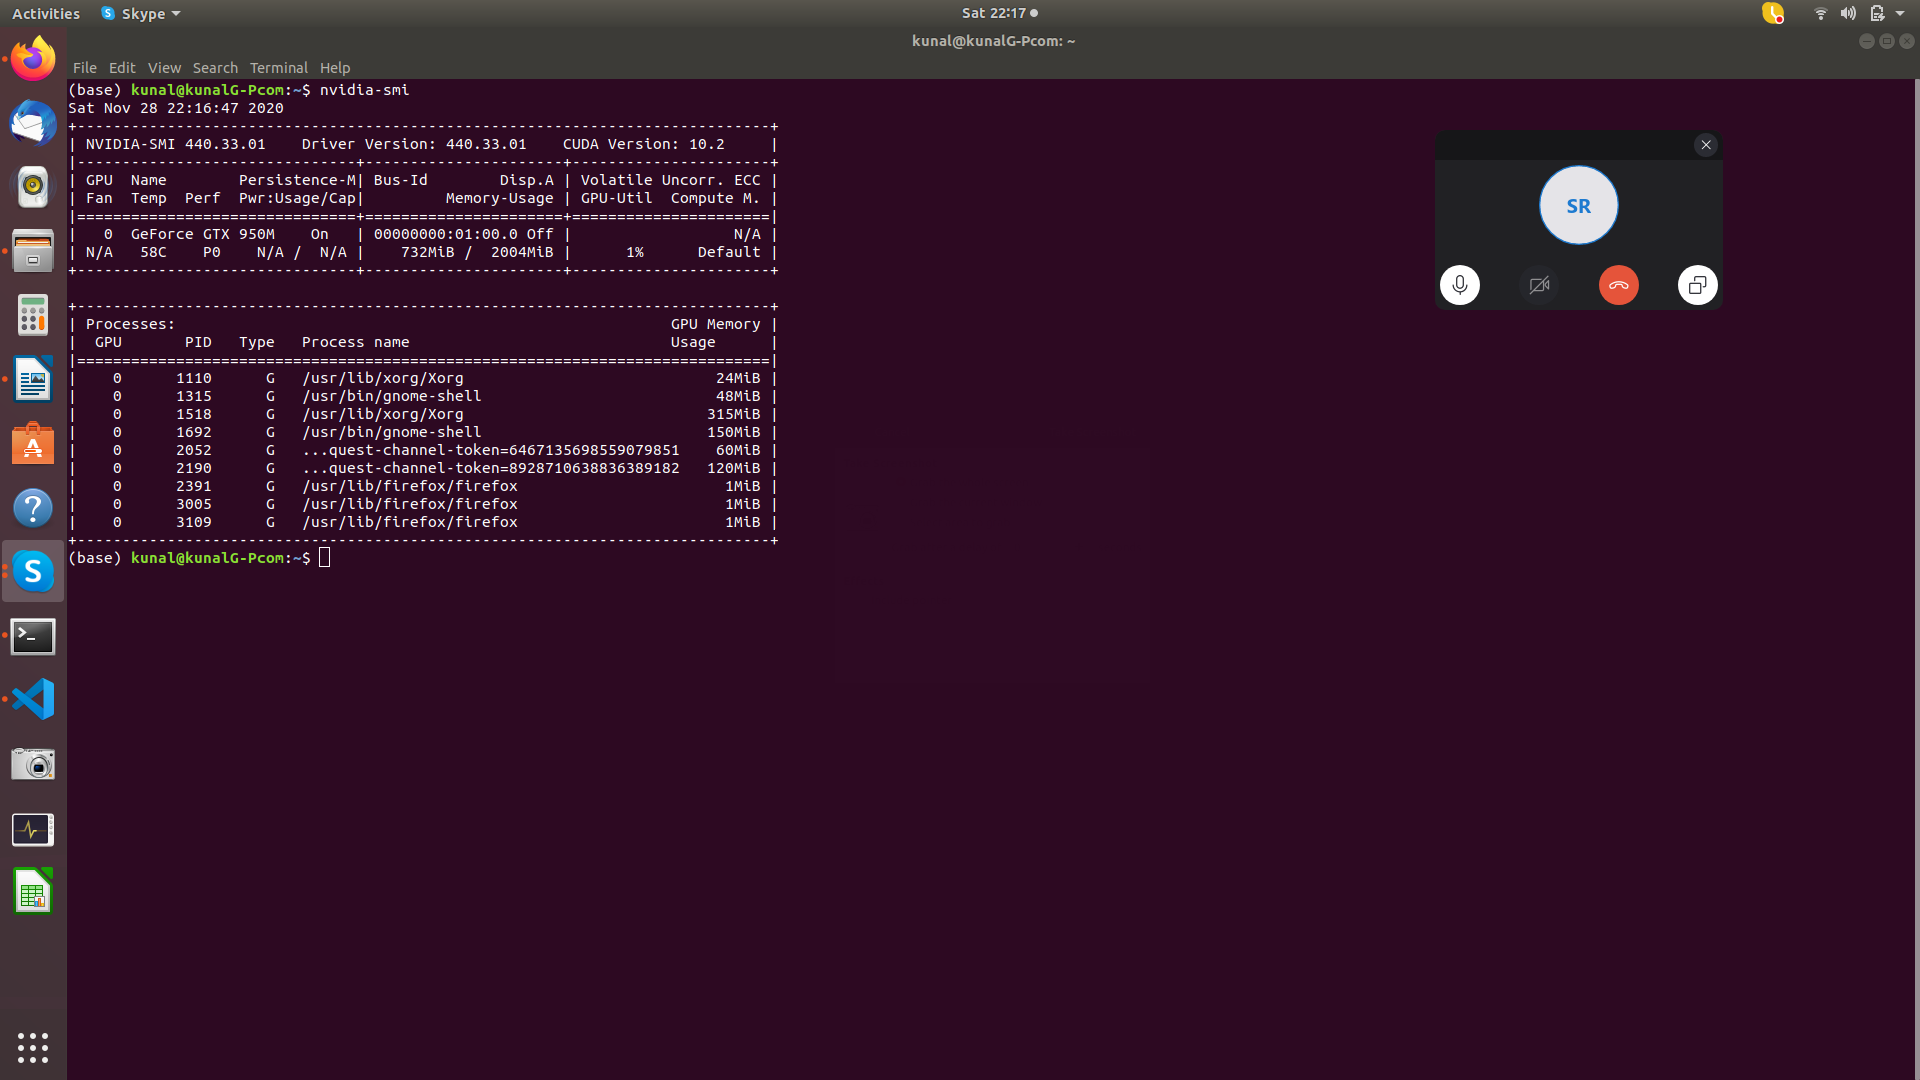 Activities Skype Sat 22:17
kunal@kunalG-Pcom: ~
File Edit View Search Terminal Help
(base) kunal@kunalG-Pcom:~$ nvidia-smi
Sat Nov 28 22:16:47 2020
+-----------------------------------------------------------------------------+
| NVIDIA-SMI 440.33.01    Driver Version: 440.33.01    CUDA Version: 10.2     |
|-------------------------------+----------------------+----------------------+
| GPU  Name        Persistence-M| Bus-Id        Disp.A | Volatile Uncorr. ECC |
| Fan  Temp  Perf  Pwr:Usage/Cap|         Memory-Usage | GPU-Util  Compute M. |
|===============================+======================+======================|
|   0  GeForce GTX 950M    On   | 00000000:01:00.0 Off |                  N/A |
| N/A   58C    P0    N/A /  N/A |    732MiB /  2004MiB |      1%      Default |
+-------------------------------+----------------------+----------------------+
+-----------------------------------------------------------------------------+
| Processes:                                                       GPU Memory |
|  GPU       PID   Type   Process name                             Usage      |
|=============================================================================|
|    0      1110      G   /usr/lib/xorg/Xorg                            24MiB |
|    0      1315      G   /usr/bin/gnome-shell                          48MiB |
|    0      1518      G   /usr/lib/xorg/Xorg                           315MiB |
|    0      1692      G   /usr/bin/gnome-shell                         150MiB |
|    0      2052      G   ...quest-channel-token=6467135698559079851    60MiB |
|    0      2190      G   ...quest-channel-token=8928710638836389182   120MiB |
|    0      2391      G   /usr/lib/firefox/firefox                       1MiB |
|    0      3005      G   /usr/lib/firefox/firefox                       1MiB |
|    0      3109      G   /usr/lib/firefox/firefox                       1MiB |
+-----------------------------------------------------------------------------+
(base) kunal@kunalG-Pcom:~$
SR